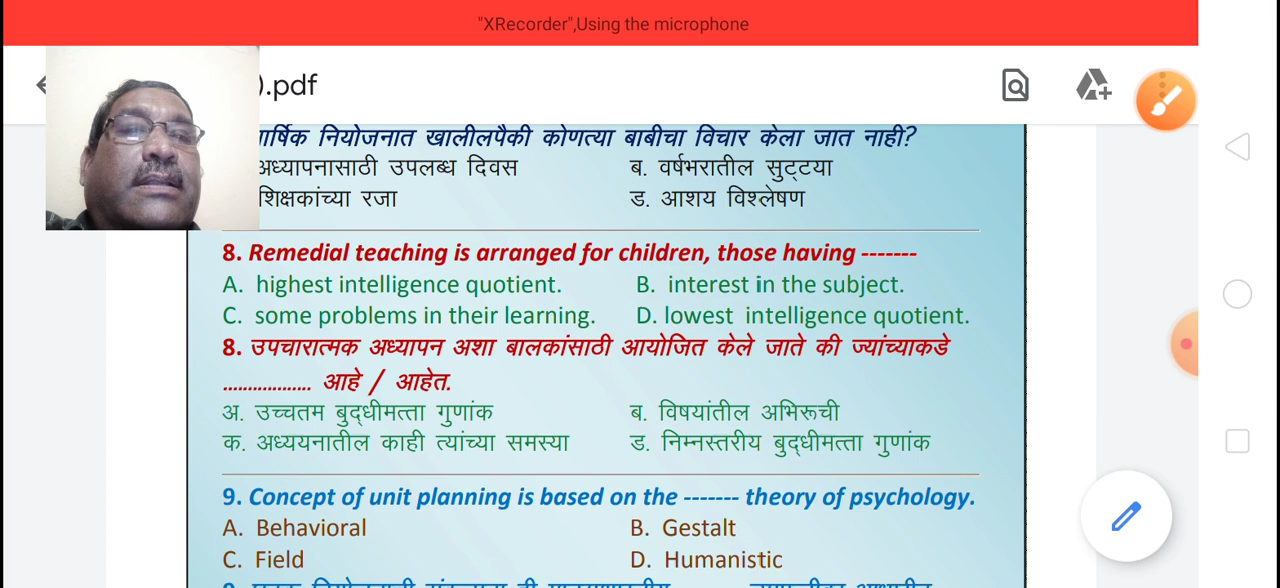 "XRecorder",Using the microphone
).pdf
नियोजनात खालीलपैकी कोणत्या बाबीचा विचार केला जात नाही?
अध्यापनासाठी उपलब्ध दिवस ब. वर्षभरातील सुट्टया
शिक्षकांच्या रजा ड. आशय विश्लेषण
8. Remedial teaching is arranged for children, those having -------
A. highest intelligence quotient. B. interest in the subject.
C. some problems in their learning. D. lowest intelligence quotient.
8. उपचारात्मक अध्यापन अशा बालकांसाठी आयोजित केले जाते की ज्यांच्याकडे
.................. आहे / आहेत.
अ. उच्चतम बुद्धीमत्ता गुणांक ब. विषयांतील अभिरूची
क. अध्ययनातील काही त्यांच्या समस्या ड. निम्नस्तरीय बुद्धीमत्ता गुणांक
9. Concept of unit planning is based on the ------- theory of psychology.
A. Behavioral B. Gestalt
C. Field D. Humanistic